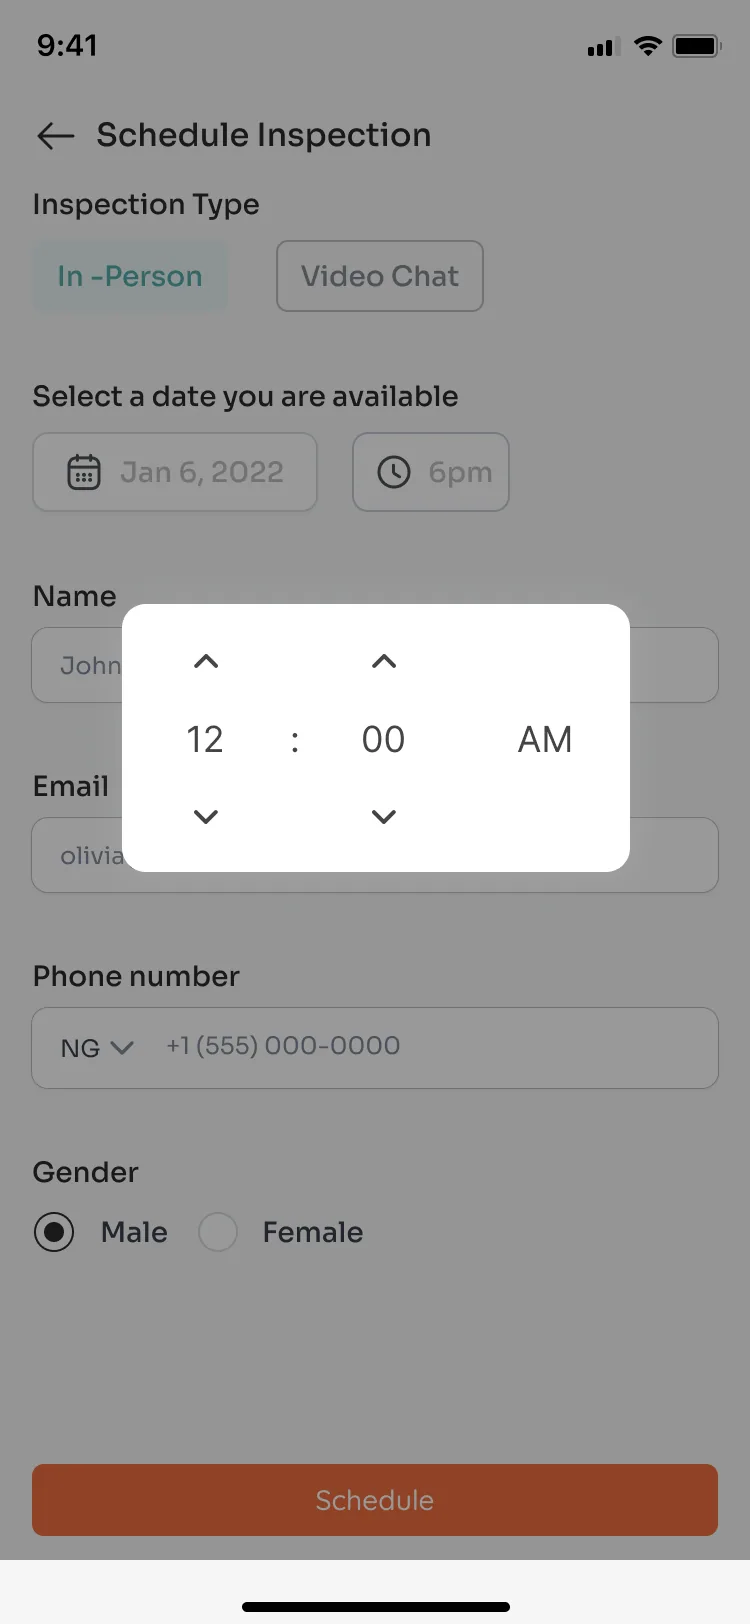 9:41
Schedule Inspection
Inspection Type
In -Person Video Chat
Select a date you are available
Jan 6, 2022 6pm
Name
John
12 : 00 AM
Email
olivia
Phone number
NG +1 (555) 000-0000
Gender
Male Female
Schedule